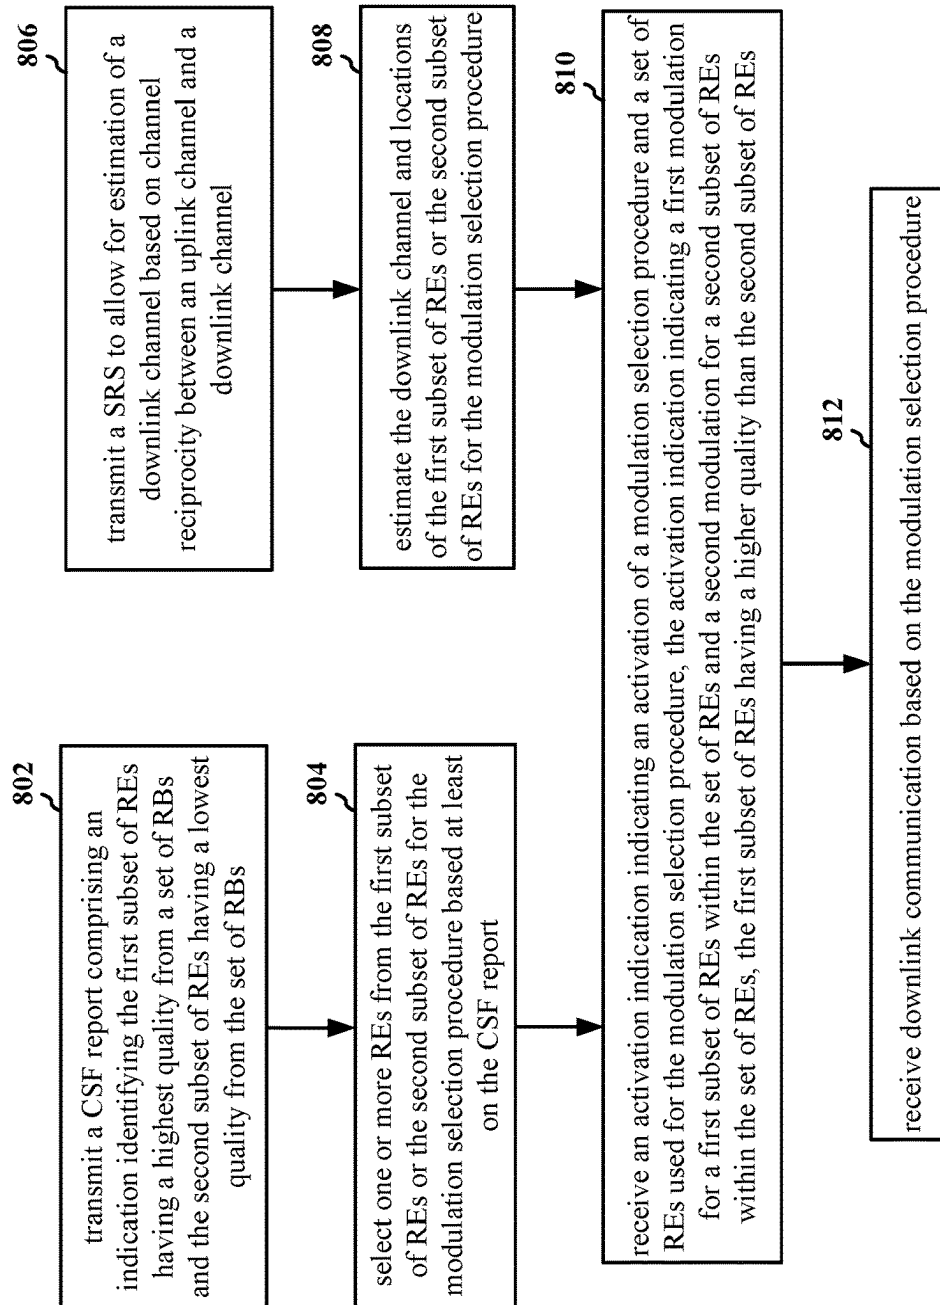 802
transmit a CSF report comprising an
indication identifying the first subset of REs
having a highest quality from a set of RBs
and the second subset of REs having a lowest
quality from the set of RBs
804
select one or more REs from the first subset
of REs or the second subset of REs for the
modulation selection procedure based at least
on the CSF report
806
transmit a SRS to allow for estimation of a
downlink channel based on channel
reciprocity between an uplink channel and a
downlink channel
808
estimate the downlink channel and locations
of the first subset of REs or the second subset
of REs for the modulation selection procedure
810
receive an activation indication indicating an activation of a modulation selection procedure and a set of
REs used for the modulation selection procedure, the activation indication indicating a first modulation
for a first subset of REs within the set of REs and a second modulation for a second subset of REs
within the set of REs, the first subset of REs having a higher quality than the second subset of REs
812
receive downlink communication based on the modulation selection procedure